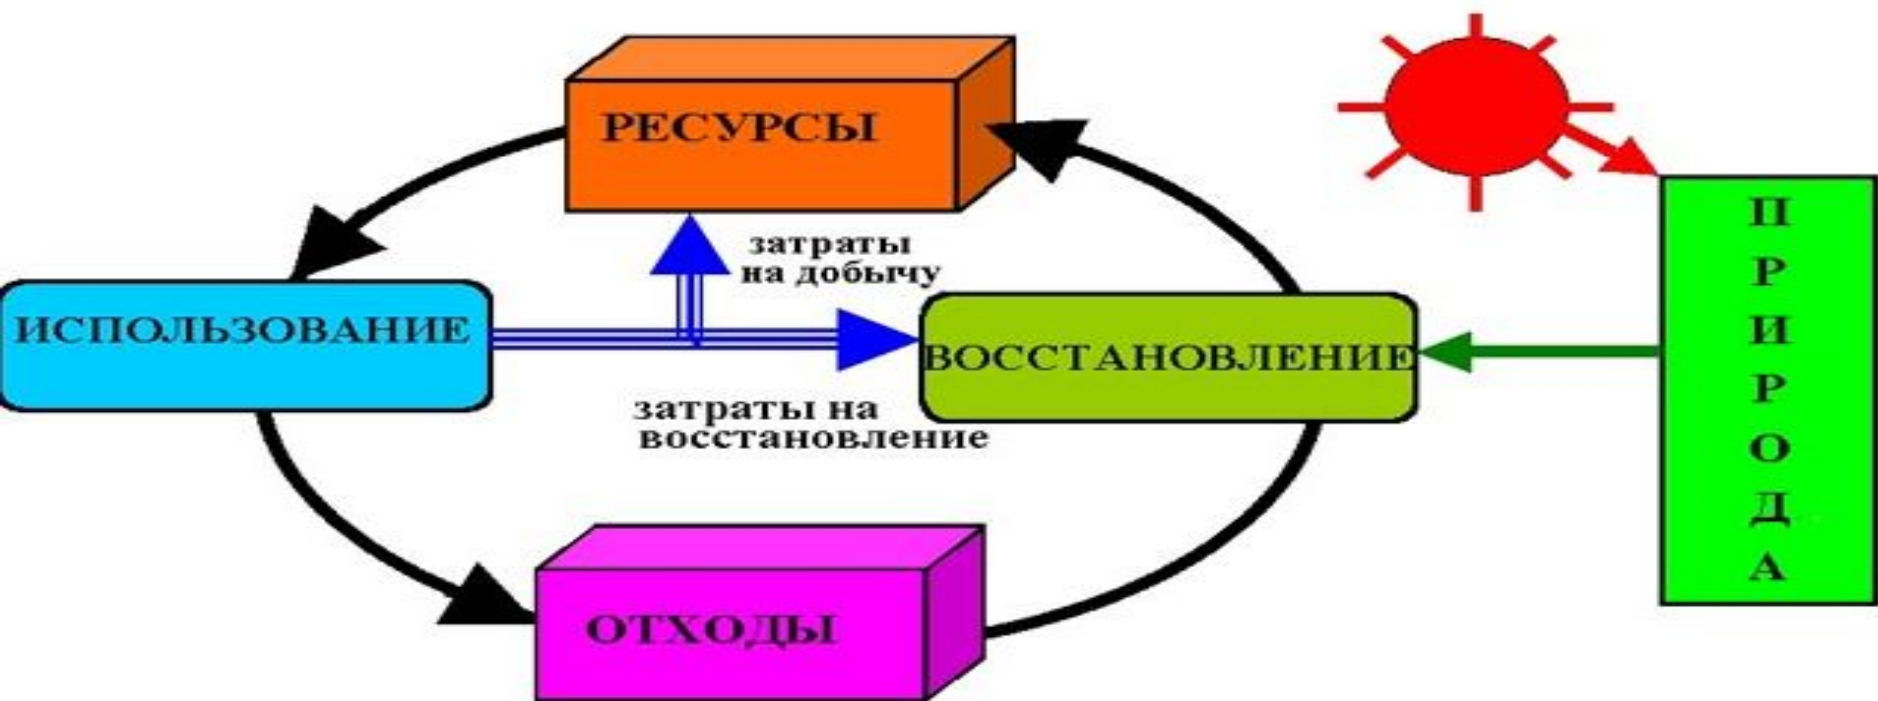 РЕСУРСЫ
затраты
на добычу
ИСПОЛЬЗОВАНИЕ
ВОССТАНОВЛЕНИЕ
затраты на
восстановление
ОТХОДЫ
П
Р
И
Р
О
Д
А